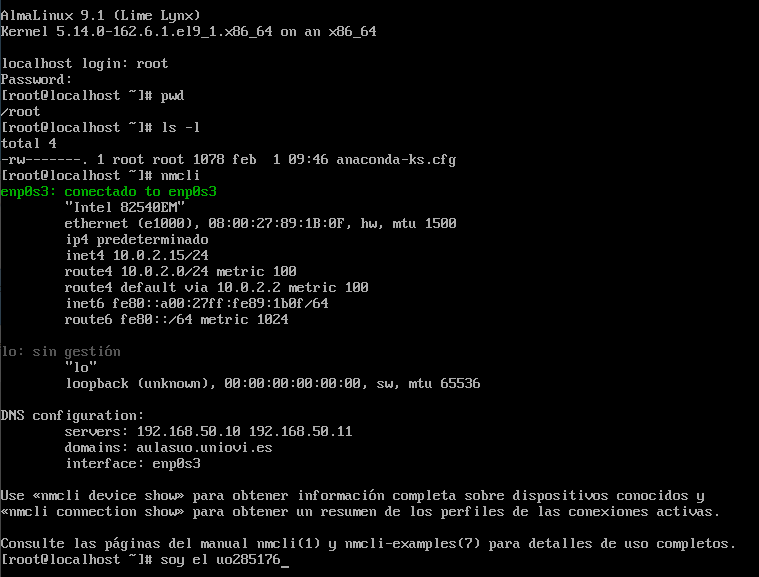 AlmaLinux 9.1 (Lime Lynx)
Kernel 5.14.0-162.6.1.el9_1.x86_64 on an x86_64
localhost login: root
Password:
[root@localhost ~]# pwd
/root
[root@localhost ~]# ls -l
total 4
-rw-------. 1 root root 1078 feb  1 09:46 anaconda-ks.cfg
[root@localhost ~]# nmcli
enp0s3: conectado to enp0s3
        "Intel 82540EM"
        ethernet (e1000), 08:00:27:89:1B:0F, hw, mtu 1500
        ip4 predeterminado
        inet4 10.0.2.15/24
        route4 10.0.2.0/24 metric 100
        route4 default via 10.0.2.2 metric 100
        inet6 fe80::a00:27ff:fe89:1b0f/64
        route6 fe80::/64 metric 1024
lo: sin gestión
        "lo"
        loopback (unknown), 00:00:00:00:00:00, sw, mtu 65536
DNS configuration:
        servers: 192.168.50.10 192.168.50.11
        domains: aulasuo.uniovi.es
        interface: enp0s3
Use «nmcli device show» para obtener información completa sobre dispositivos conocidos y
«nmcli connection show» para obtener un resumen de los perfiles de las conexiones activas.
Consulte las páginas del manual nmcli(1) y nmcli-examples(7) para detalles de uso completos.
[root@localhost ~]# soy el uo285176_